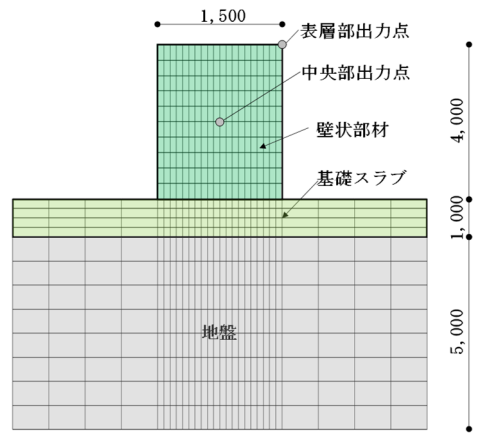 1,500
表層部出力点
中央部出力点
壁状部材
4,000
基礎スラブ
1,000
地盤
5,000